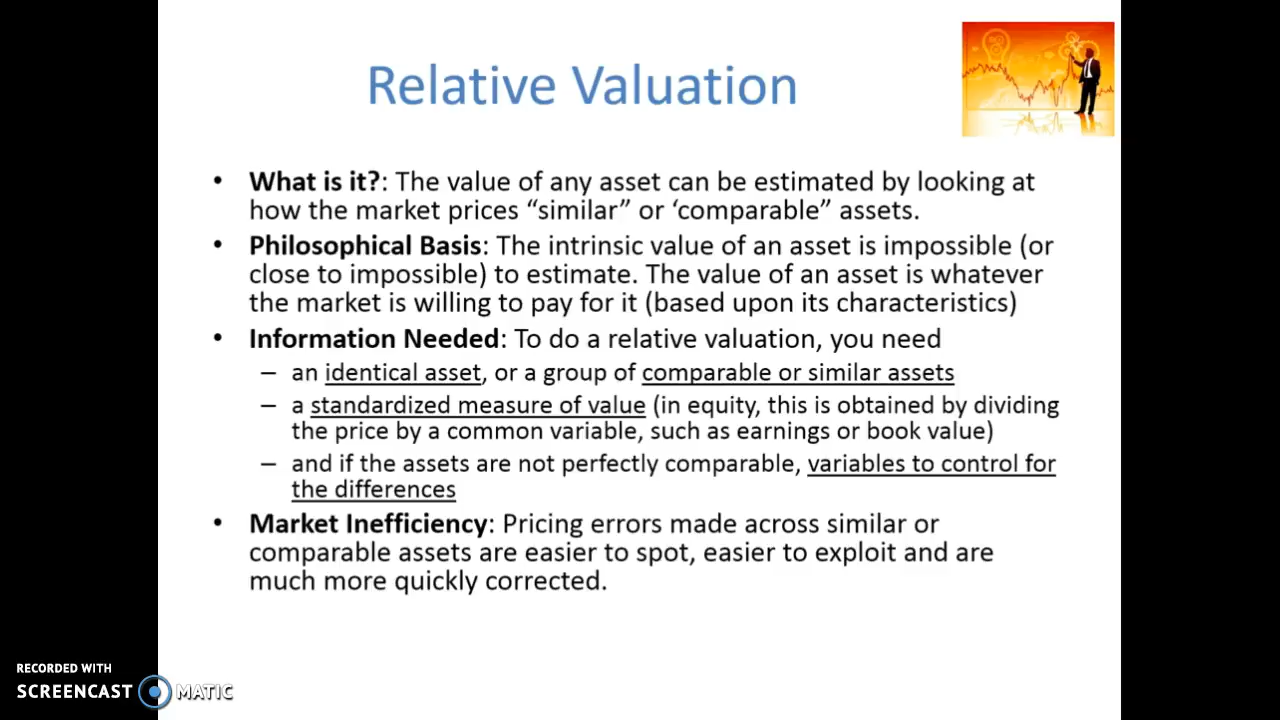 Relative Valuation
• What is it?: The value of any asset can be estimated by looking at
how the market prices “similar” or ‘comparable” assets.
• Philosophical Basis: The intrinsic value of an asset is impossible (or
close to impossible) to estimate. The value of an asset is whatever
the market is willing to pay for it (based upon its characteristics)
• Information Needed: To do a relative valuation, you need
– an identical asset, or a group of comparable or similar assets
– a standardized measure of value (in equity, this is obtained by dividing
the price by a common variable, such as earnings or book value)
– and if the assets are not perfectly comparable, variables to control for
the differences
• Market Inefficiency: Pricing errors made across similar or
comparable assets are easier to spot, easier to exploit and are
much more quickly corrected.
RECORDED WITH
SCREENCAST MATIC